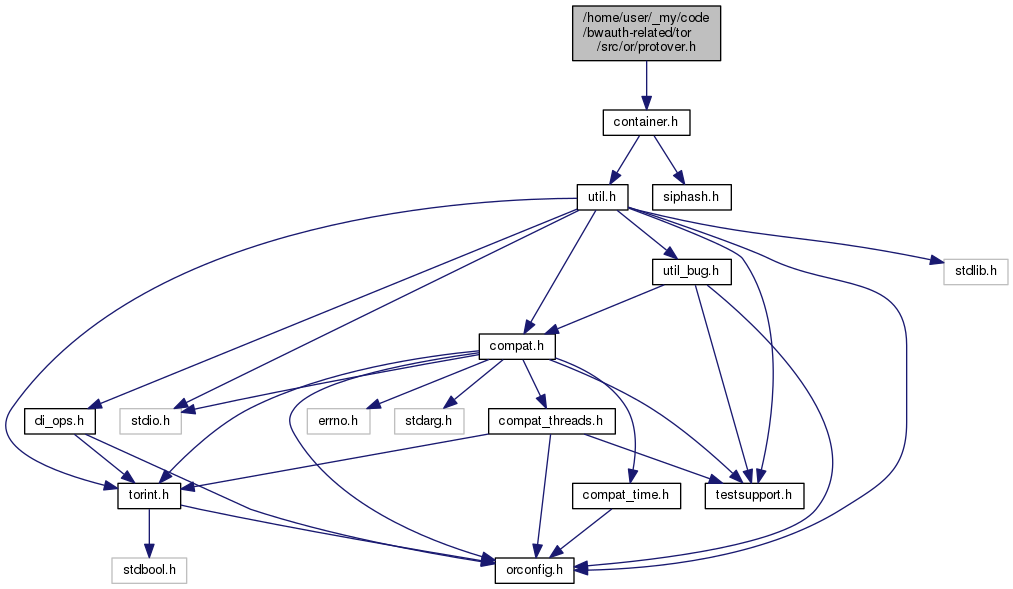 /home/user/_my/code
/bwauth-related/tor
/src/or/protover.h
container.h
util.h
siphash.h
util_bug.h
stdlib.h
compat.h
di_ops.h
stdio.h
errno.h
stdarg.h
compat_threads.h
torint.h
compat_time.h
testsupport.h
stdbool.h
orconfig.h